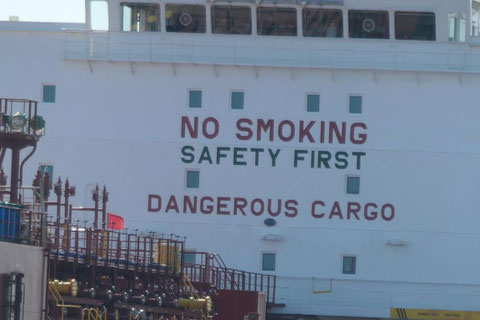 NO SMOKING
SAFETY FIRST
DANGEROUS CARGO